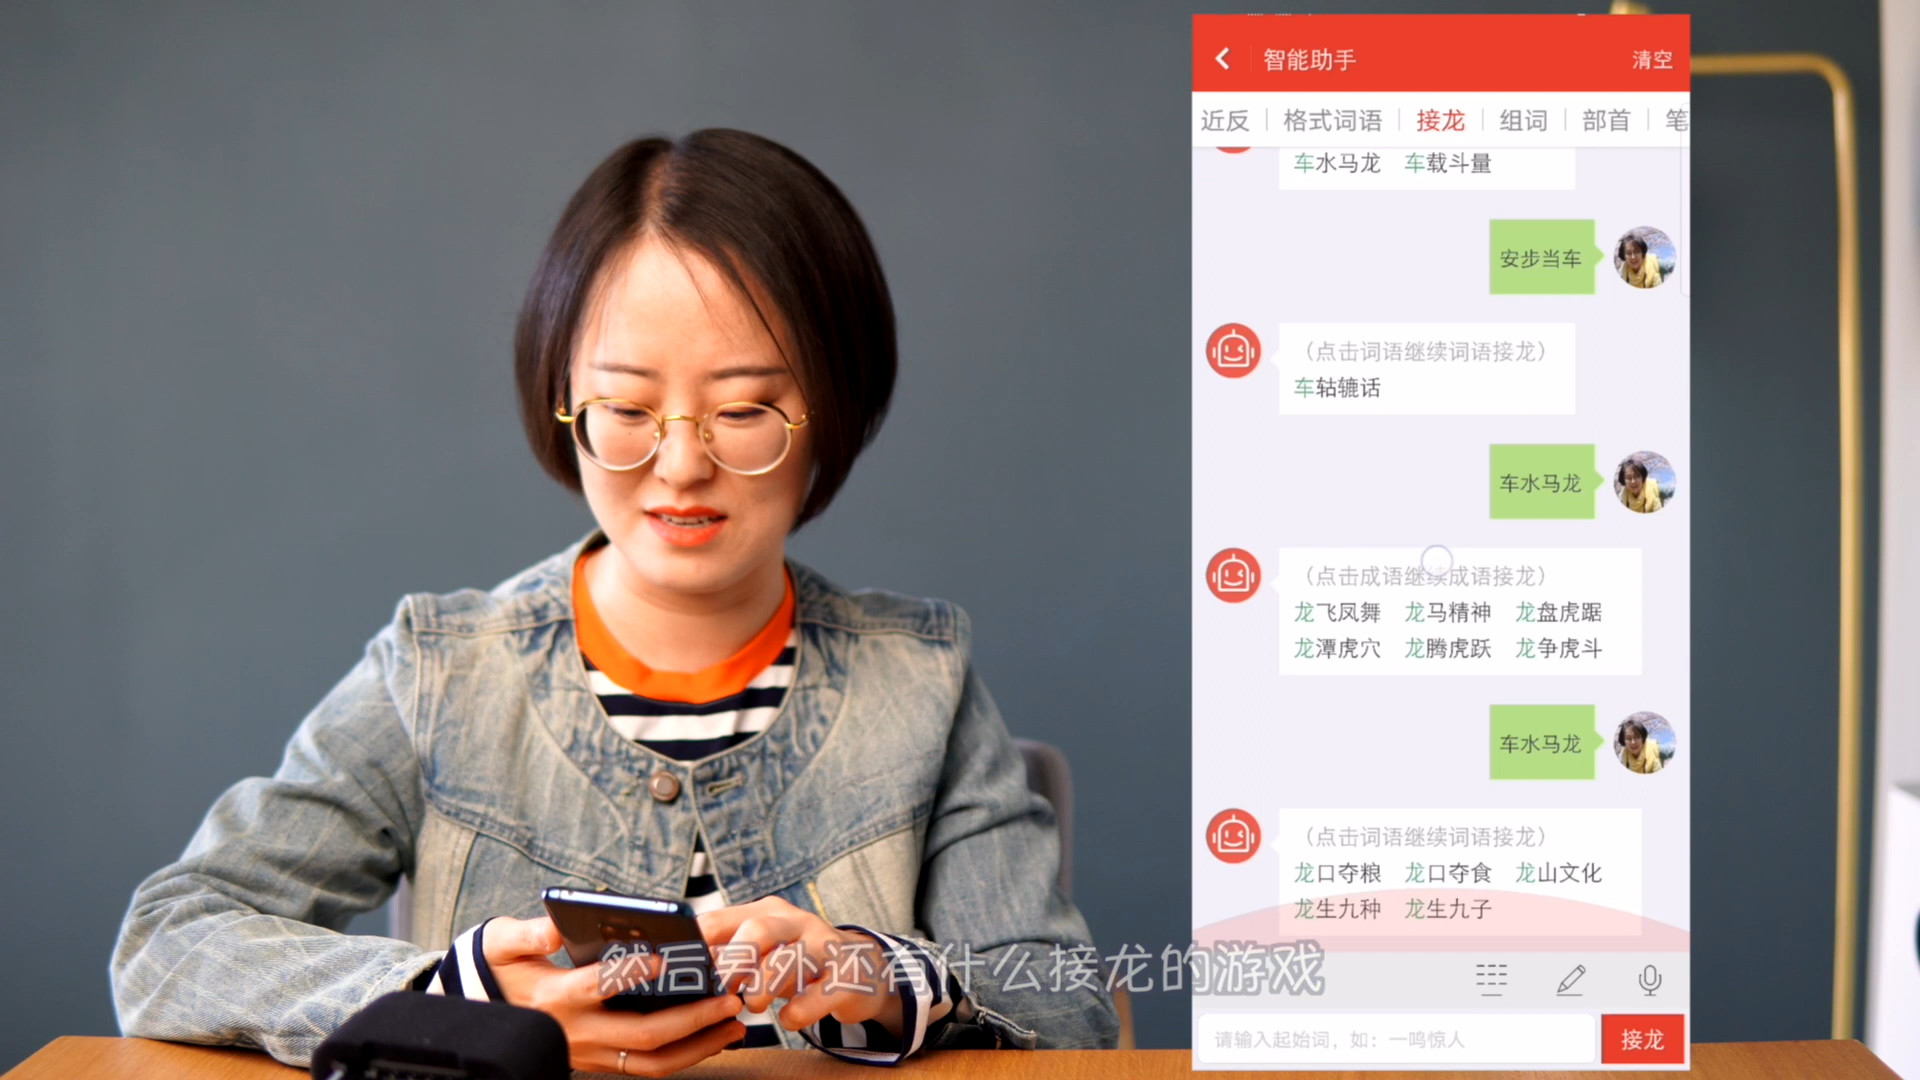 智能助手 清空
近反 格式词语 接龙 组词 部首 笔
车水马龙 车载斗量
安步当车
（点击词语继续词语接龙）
车轱辘话
车水马龙
（点击成语继续成语接龙）
龙飞凤舞 龙马精神 龙盘虎踞
龙潭虎穴 龙腾虎跃 龙争虎斗
车水马龙
（点击词语继续词语接龙）
龙口夺粮 龙口夺食 龙山文化
龙生九种 龙生九子
然后另外还有什么接龙的游戏
请输入起始词，如：一鸣惊人 接龙